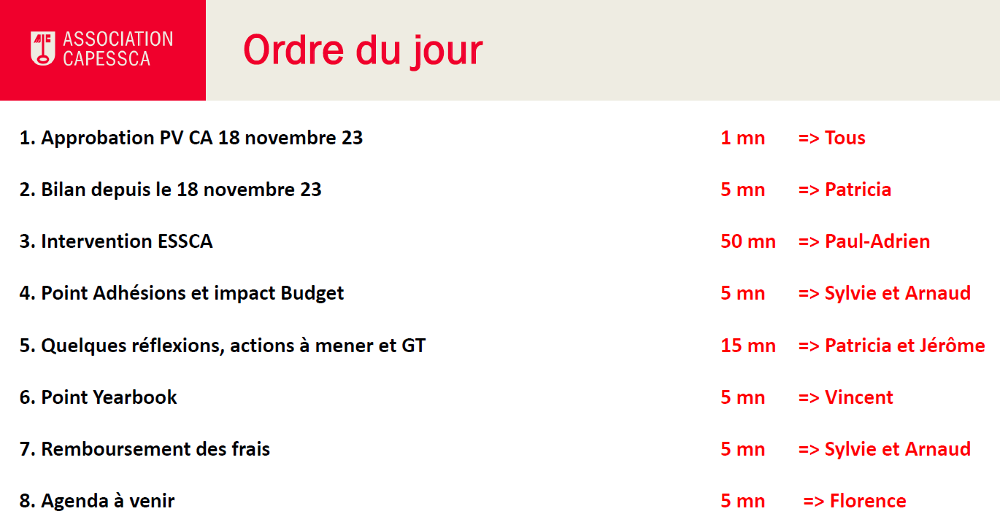 ASSOCIATION
CAPESSCA
Ordre du jour
1. Approbation PV CA 18 novembre 23 1 mn => Tous
2. Bilan depuis le 18 novembre 23 5 mn => Patricia
3. Intervention ESSCA 50 mn => Paul-Adrien
4. Point Adhésions et impact Budget 5 mn => Sylvie et Arnaud
5. Quelques réflexions, actions à mener et GT 15 mn => Patricia et Jérôme
6. Point Yearbook 5 mn => Vincent
7. Remboursement des frais 5 mn => Sylvie et Arnaud
8. Agenda à venir 5 mn => Florence